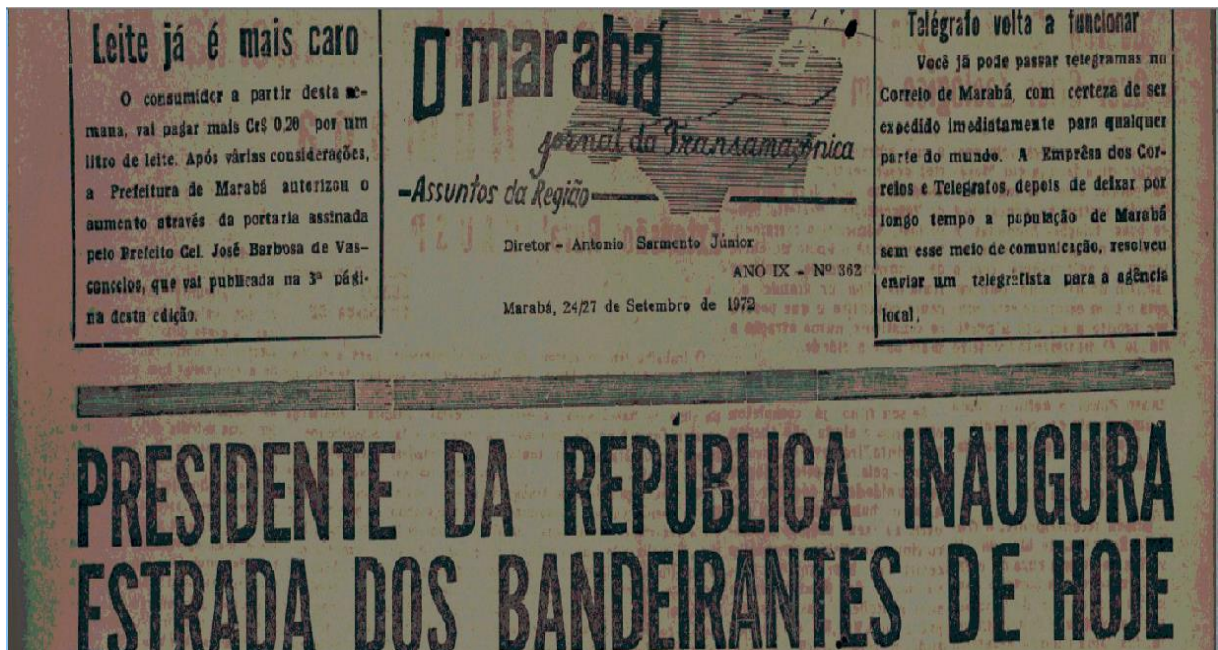 Leite já é mais caro
O consumidor a partir desta se-
mana, vai pagar mais Cr$ 0,20 por um
litro de leite. Após várias considerações,
a Prefeitura de Marabá autorizou o
aumento através da portaria assinada
pelo Prefeito Cel. José Barbosa de Vas-
concelos, que vai publicada na 3ª pági-
na desta edição.
O marabá
jornal da Transamazônica
-Assuntos da Região-
Diretor - Antonio Sarmento Júnior
ANO IX - Nº 362
Marabá, 24/27 de Setembro de 1972
Telégrafo volta a funcionar
Você já pode passar telegramas no
Correio de Marabá, com certeza de ser
expedido imediatamente para qualquer
parte do mundo. A Emprêsa dos Cor-
reios e Telegrafos, depois de deixar por
longo tempo a população de Marabá
sem esse meio de comunicação, resolveu
enviar um telegrafista para a agência
local.
PRESIDENTE DA REPÚBLICA INAUGURA
ESTRADA DOS BANDEIRANTES DE HOJE